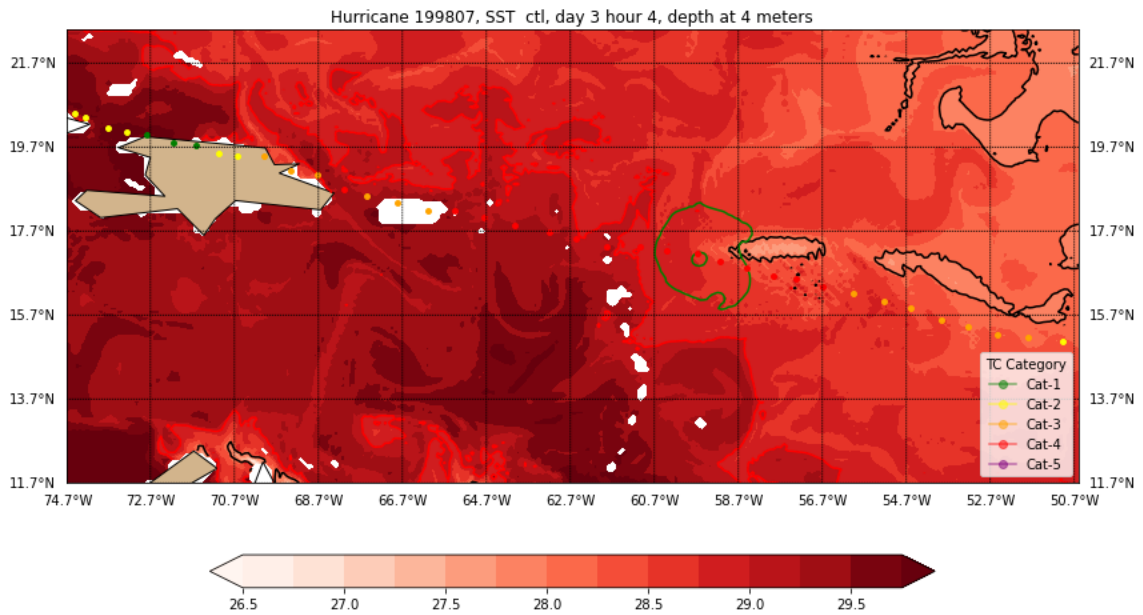 Hurricane 199807, SST ctl, day 3 hour 4, depth at 4 meters
21.7°N 21.7°N
19.7°N 19.7°N
17.7°N 17.7°N
15.7°N 15.7°N
13.7°N 13.7°N
11.7°N 11.7°N
TC Category
Cat-1
Cat-2
Cat-3
Cat-4
Cat-5
74.7°W 72.7°W 70.7°W 68.7°W 66.7°W 64.7°W 62.7°W 60.7°W 58.7°W 56.7°W 54.7°W 52.7°W 50.7°W
26.5 27.0 27.5 28.0 28.5 29.0 29.5